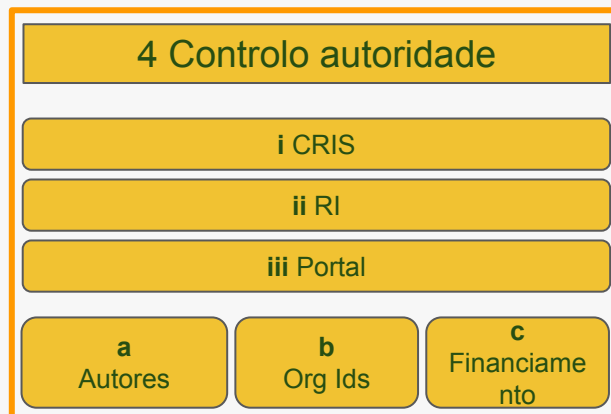 4 Controlo autoridade
i CRIS
ii RI
iii Portal
a
Autores
b
Org Ids
c
Financiame
nto